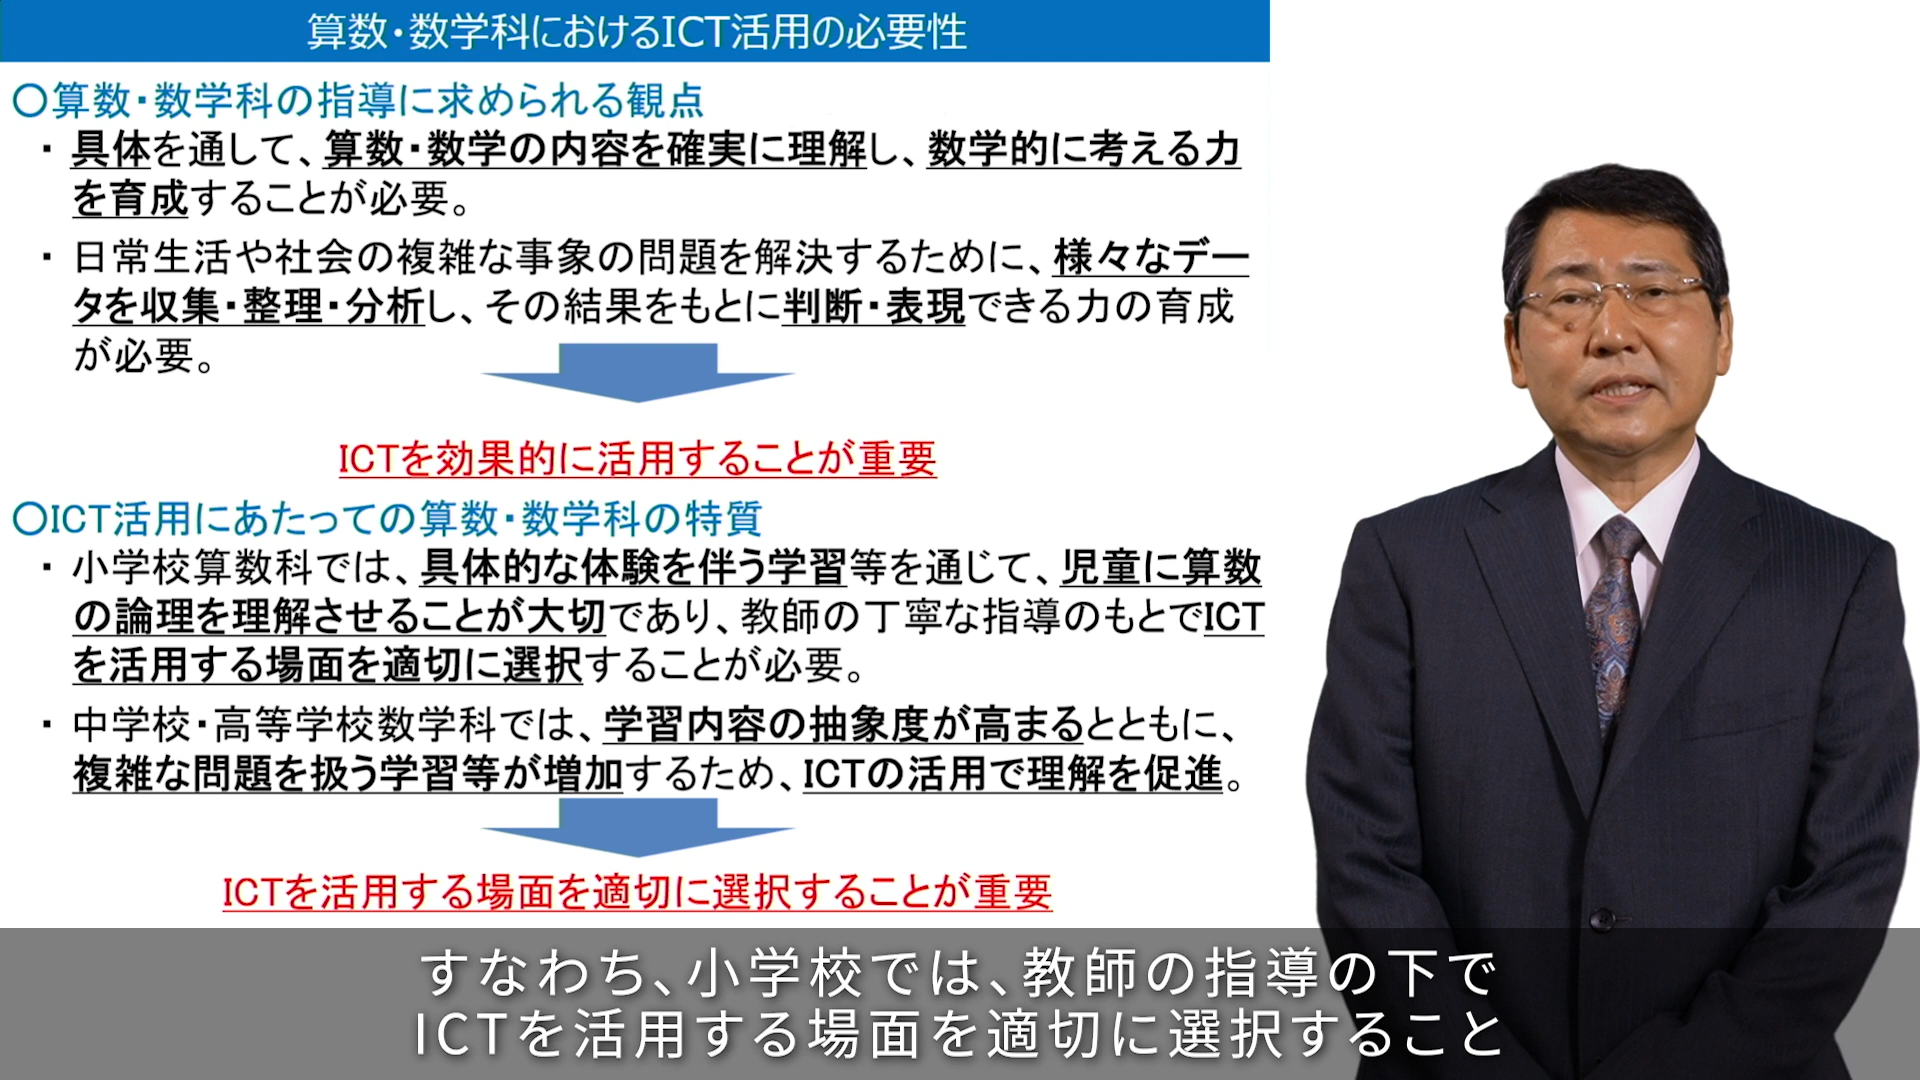 算数・数学科におけるICT活用の必要性
〇算数・数学科の指導に求められる観点
・具体を通して、算数・数学の内容を確実に理解し、数学的に考える力
を育成することが必要。
・日常生活や社会の複雑な事象の問題を解決するために、様々なデー
タを収集・整理・分析し、その結果をもとに判断・表現できる力の育成
が必要。
ICTを効果的に活用することが重要
〇ICT活用にあたっての算数・数学科の特質
・小学校算数科では、具体的な体験を伴う学習等を通じて、児童に算数
の論理を理解させることが大切であり、教師の丁寧な指導のもとでICT
を活用する場面を適切に選択することが必要。
・中学校・高等学校数学科では、学習内容の抽象度が高まるとともに、
複雑な問題を扱う学習等が増加するため、ICTの活用で理解を促進。
ICTを活用する場面を適切に選択することが重要
すなわち、小学校では、教師の指導の下で
ICTを活用する場面を適切に選択すること